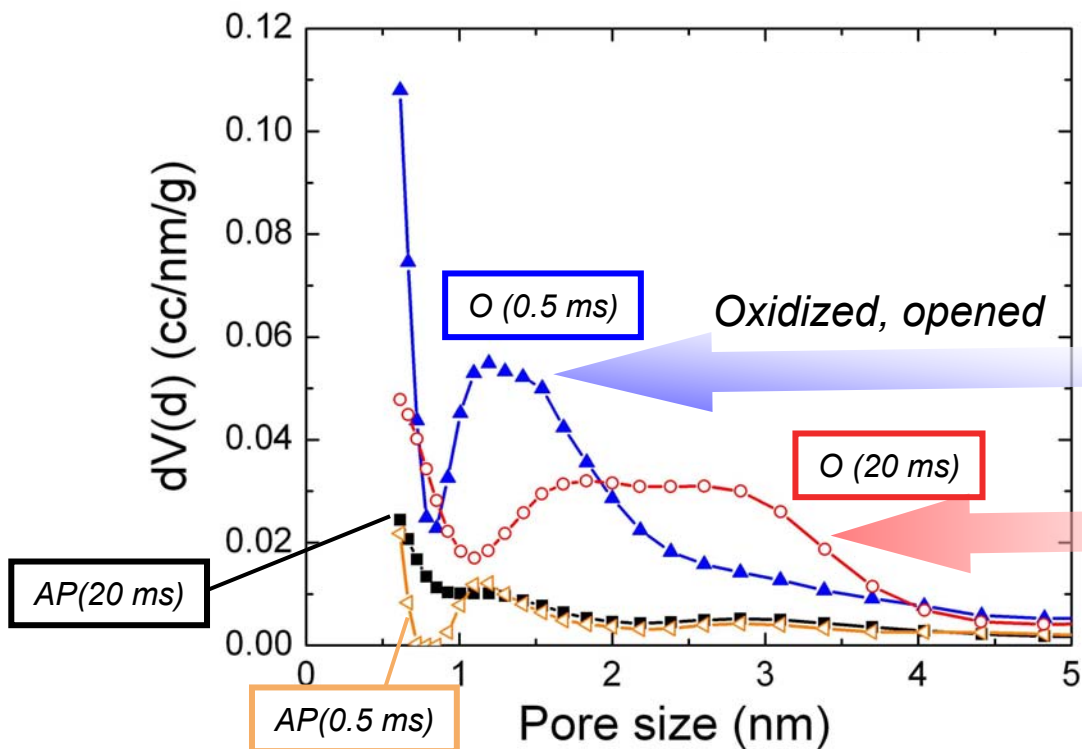 0.12
0.10
0.08
0.06
0.04
0.02
0.00
dV(d) (cc/nm/g)
O (0.5 ms)
Oxidized, opened
O (20 ms)
AP(20 ms)
AP(0.5 ms)
0 1 2 3 4 5
Pore size (nm)